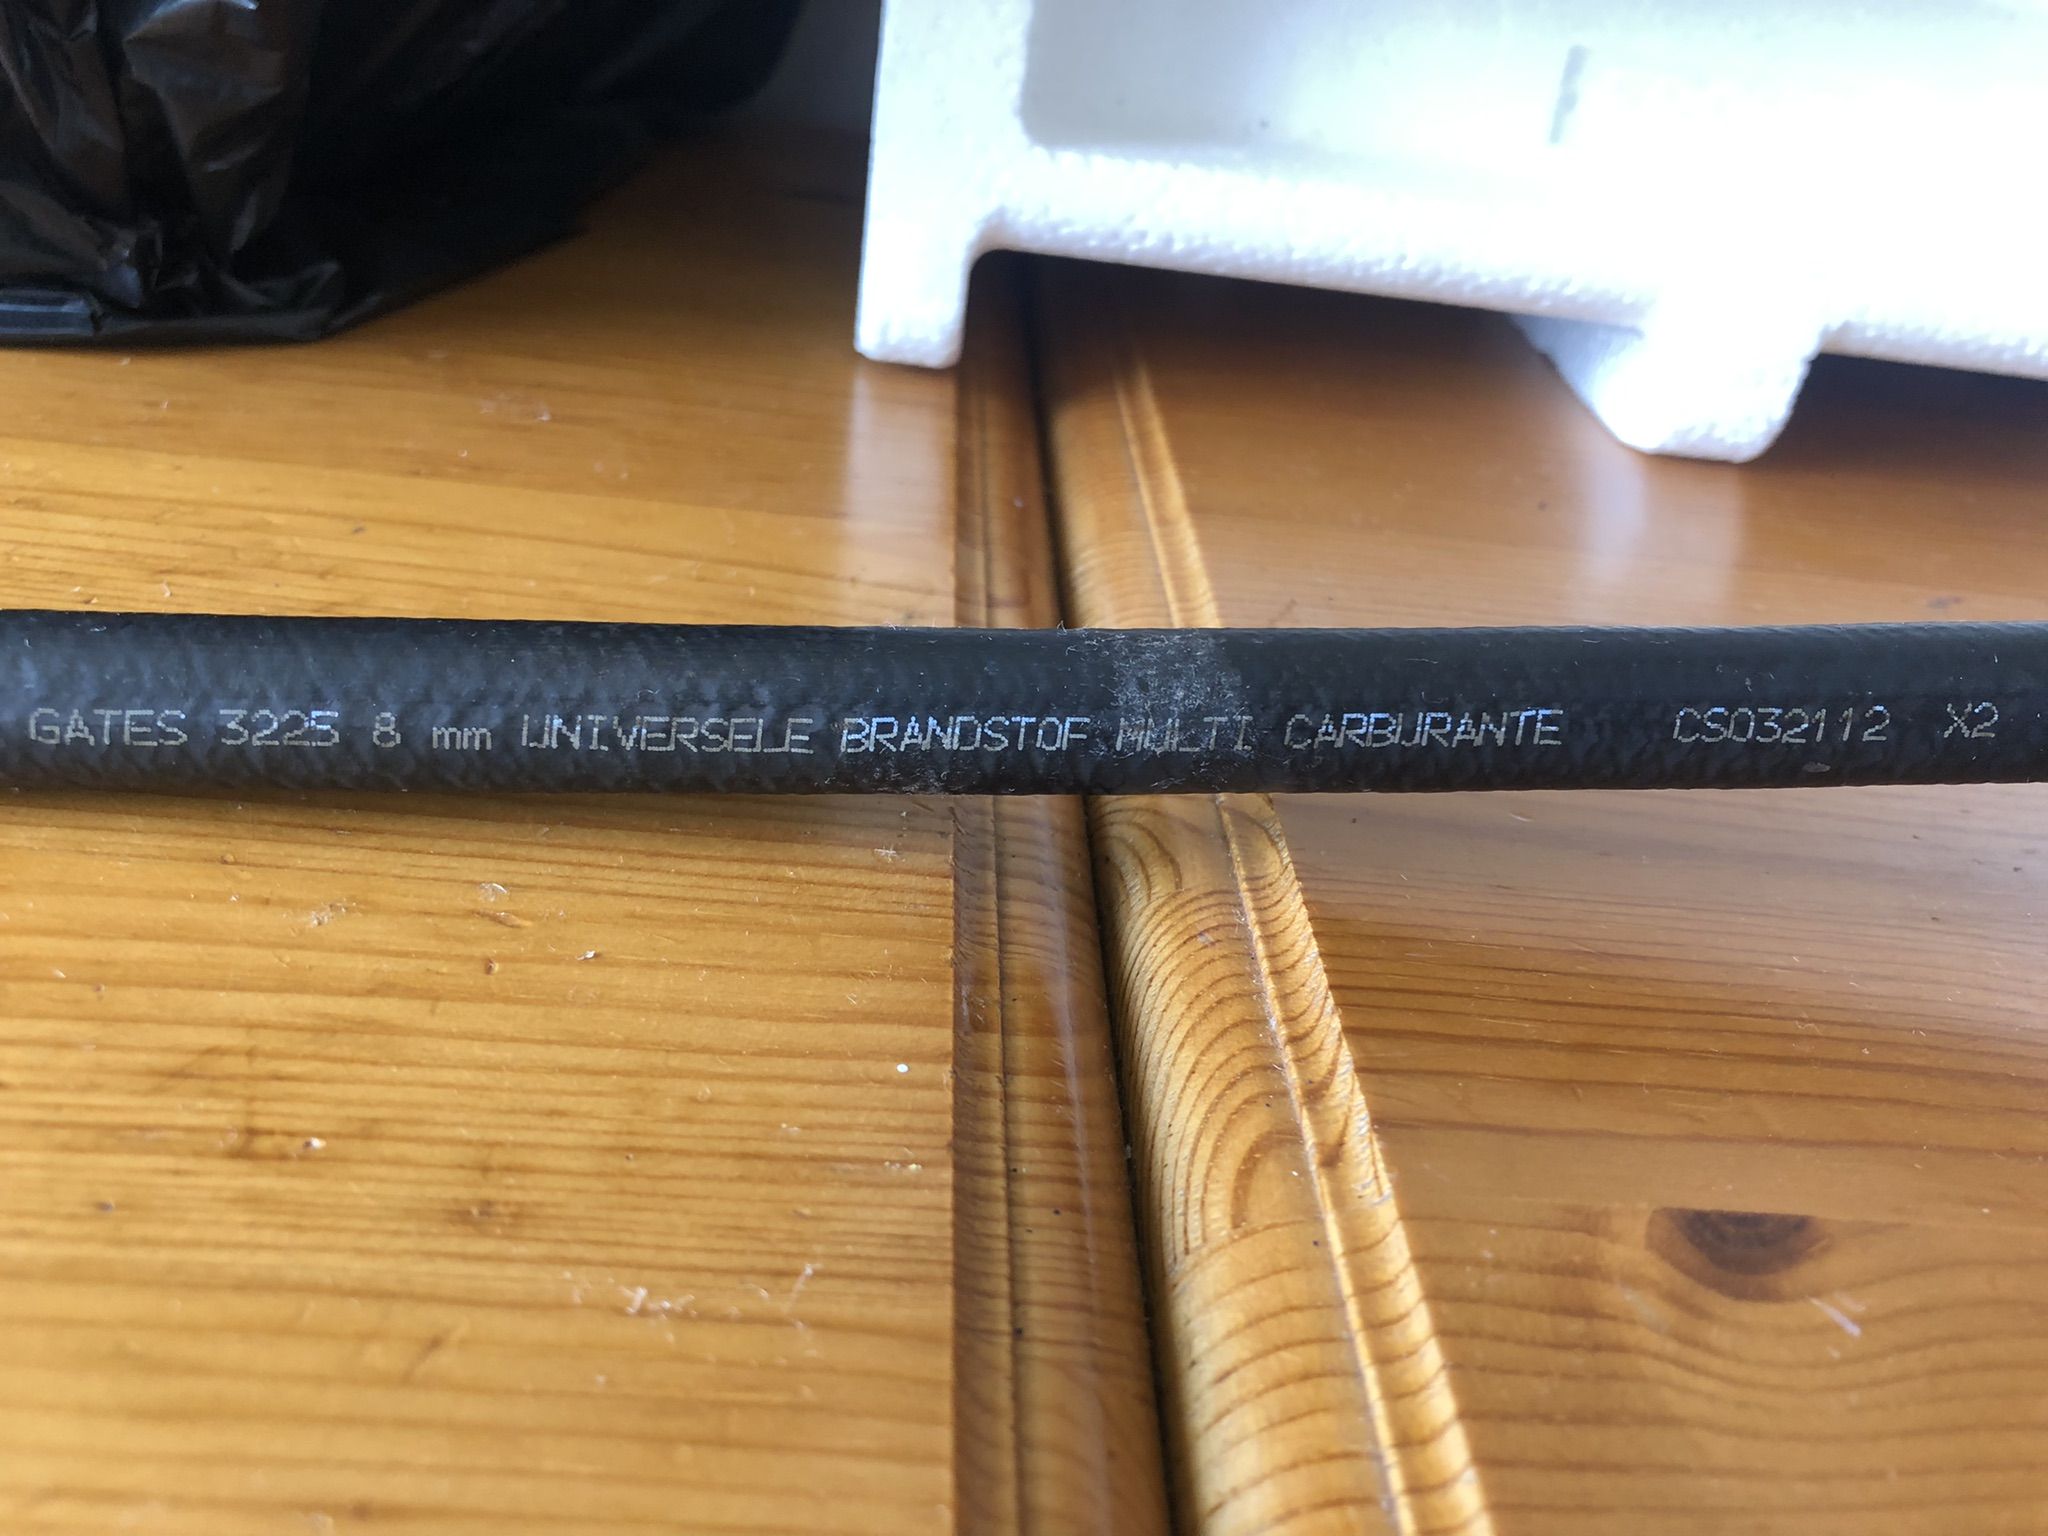 GATES 3225 8 mm UNIVERSELE BRANDSTOF MULTI CARBURANTE CS032112 X2